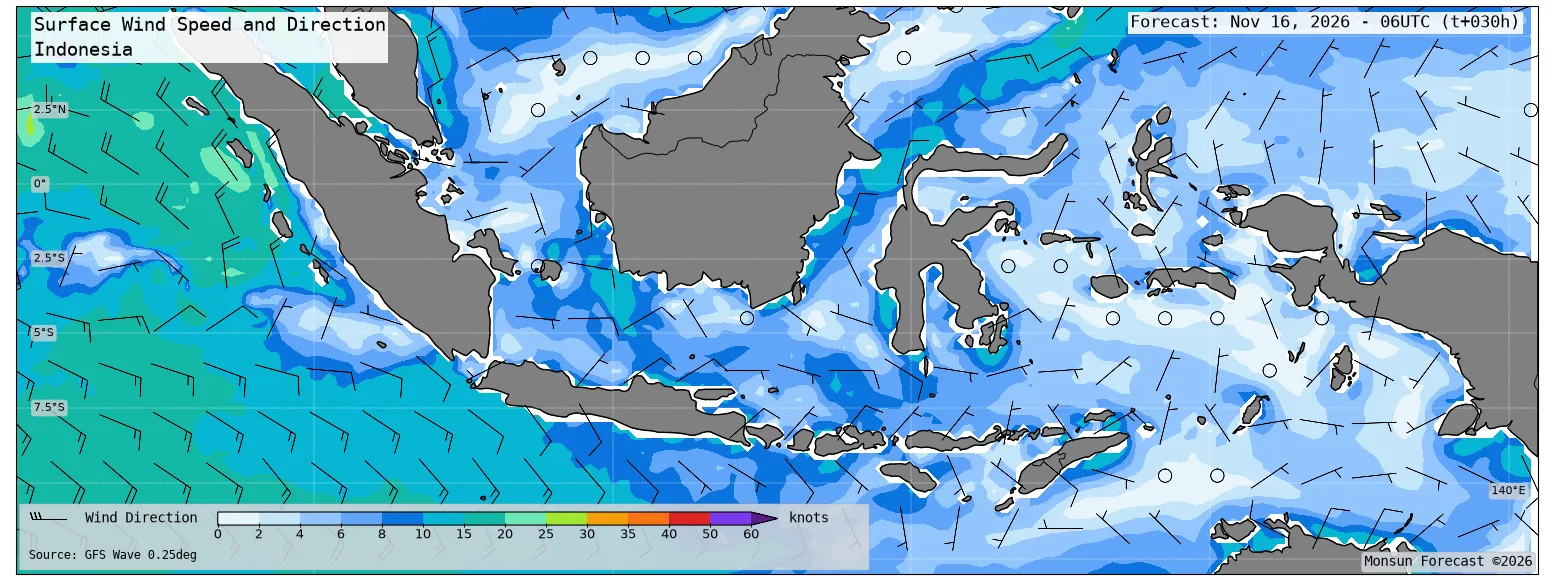 Surface Wind Speed and Direction
Indonesia
Forecast: Nov 16, 2026 - 06UTC (t+030h)
2.5°N
0°
2.5°S
5°S
7.5°S
140°E
Wind Direction
0 2 4 6 8 10 15 20 25 30 35 40 50 60
knots
Source: GFS Wave 0.25deg
Monsun Forecast ©2026